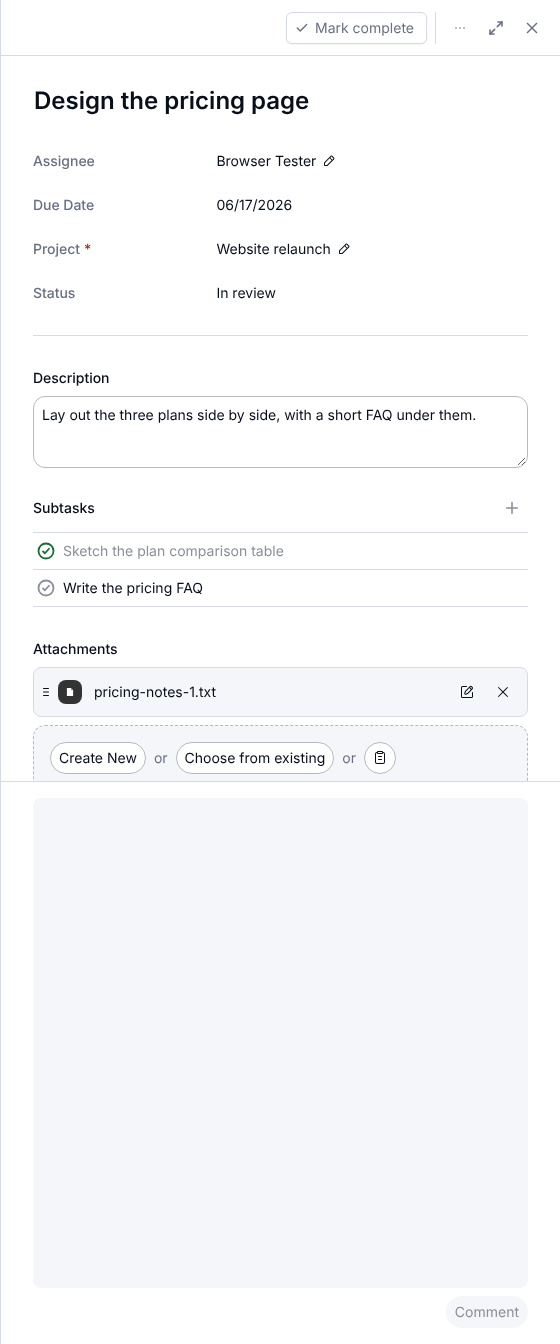 Mark complete
Design the pricing page
Assignee Browser Tester
Due Date 06/17/2026
Project * Website relaunch
Status In review
Description
Lay out the three plans side by side, with a short FAQ under them.
Subtasks
Sketch the plan comparison table
Write the pricing FAQ
Attachments
pricing-notes-1.txt
Create New or Choose from existing or
Comment